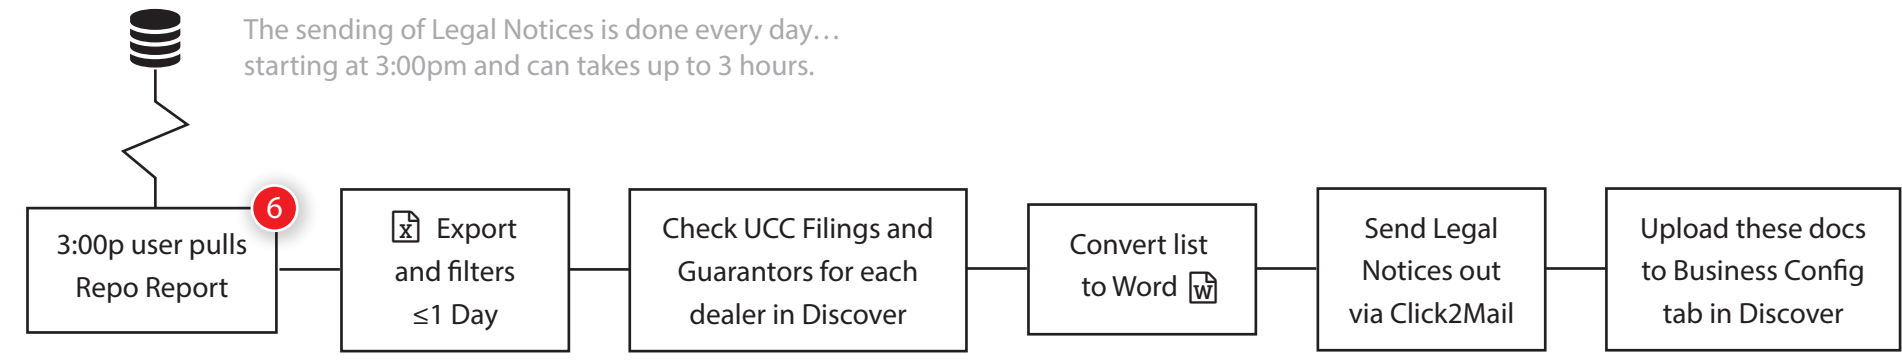 The sending of Legal Notices is done every day…
starting at 3:00pm and can takes up to 3 hours.
6
3:00p user pulls
Repo Report
X Export
and filters
≤1 Day
Check UCC Filings and
Guarantors for each
dealer in Discover
Convert list
to Word W
Send Legal
Notices out
via Click2Mail
Upload these docs
to Business Config
tab in Discover